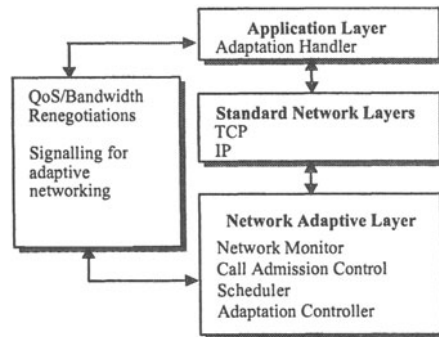 Application Layer
Adaptation Handler
QoS/Bandwidth
Renegotiations
Signalling for
adaptive
networking
Standard Network Layers
TCP
IP
Network Adaptive Layer
Network Monitor
Call Admission Control
Scheduler
Adaptation Controller